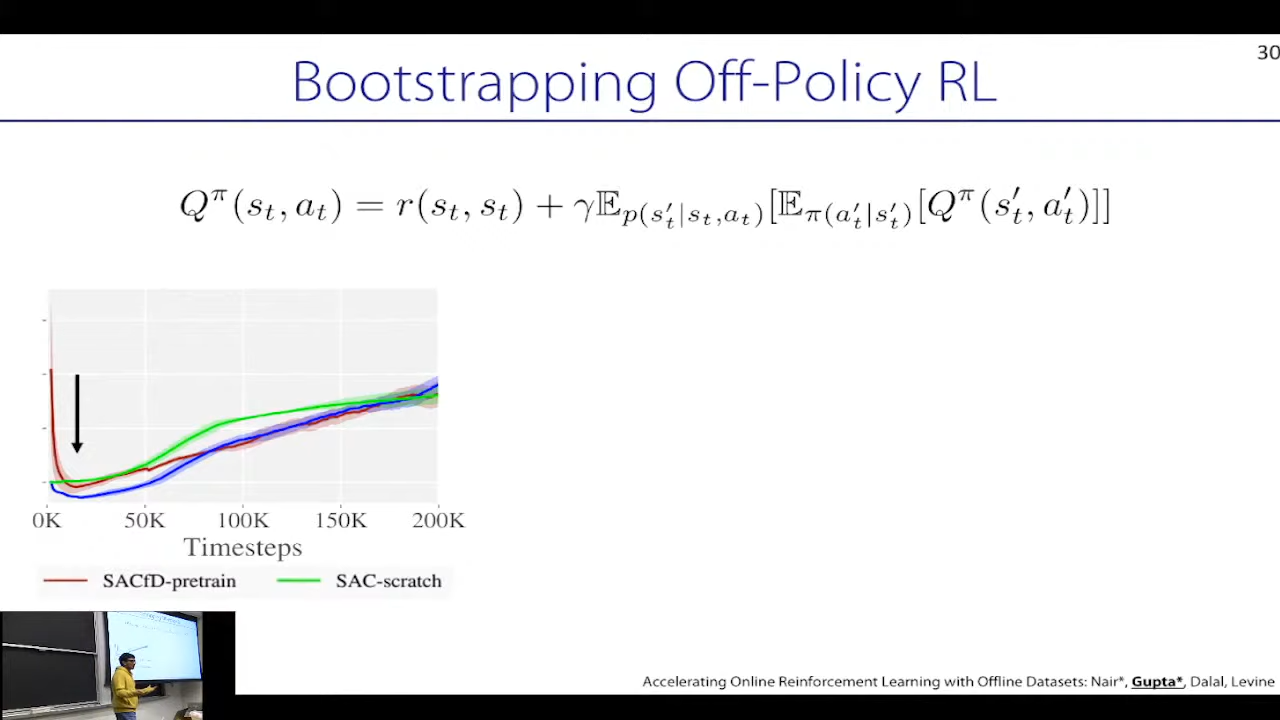 30
Bootstrapping Off-Policy RL
Q^π(s_t, a_t) = r(s_t, s_t) + γ𝔼_{p(s'_t|s_t,a_t)}[𝔼_{π(a'_t|s'_t)}[Q^π(s'_t, a'_t)]]
0K 50K 100K 150K 200K
Timesteps
SACfD-pretrain SAC-scratch
Accelerating Online Reinforcement Learning with Offline Datasets: Nair*, Gupta*, Dalal, Levine